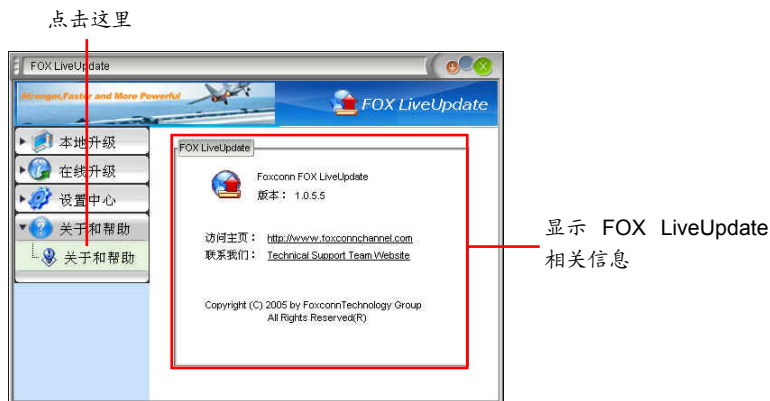 点击这里
FOX LiveUpdate
Stronger,Faster and More Powerful
FOX LiveUpdate
本地升级
在线升级
设置中心
关于和帮助
关于和帮助
FOX LiveUpdate
Foxconn FOX LiveUpdate
版本： 1.0.5.5
访问主页： http://www.foxconnchannel.com
联系我们： Technical Support Team Website
Copyright (C) 2005 by FoxconnTechnology Group
All Rights Reserved(R)
显示 FOX LiveUpdate
相关信息